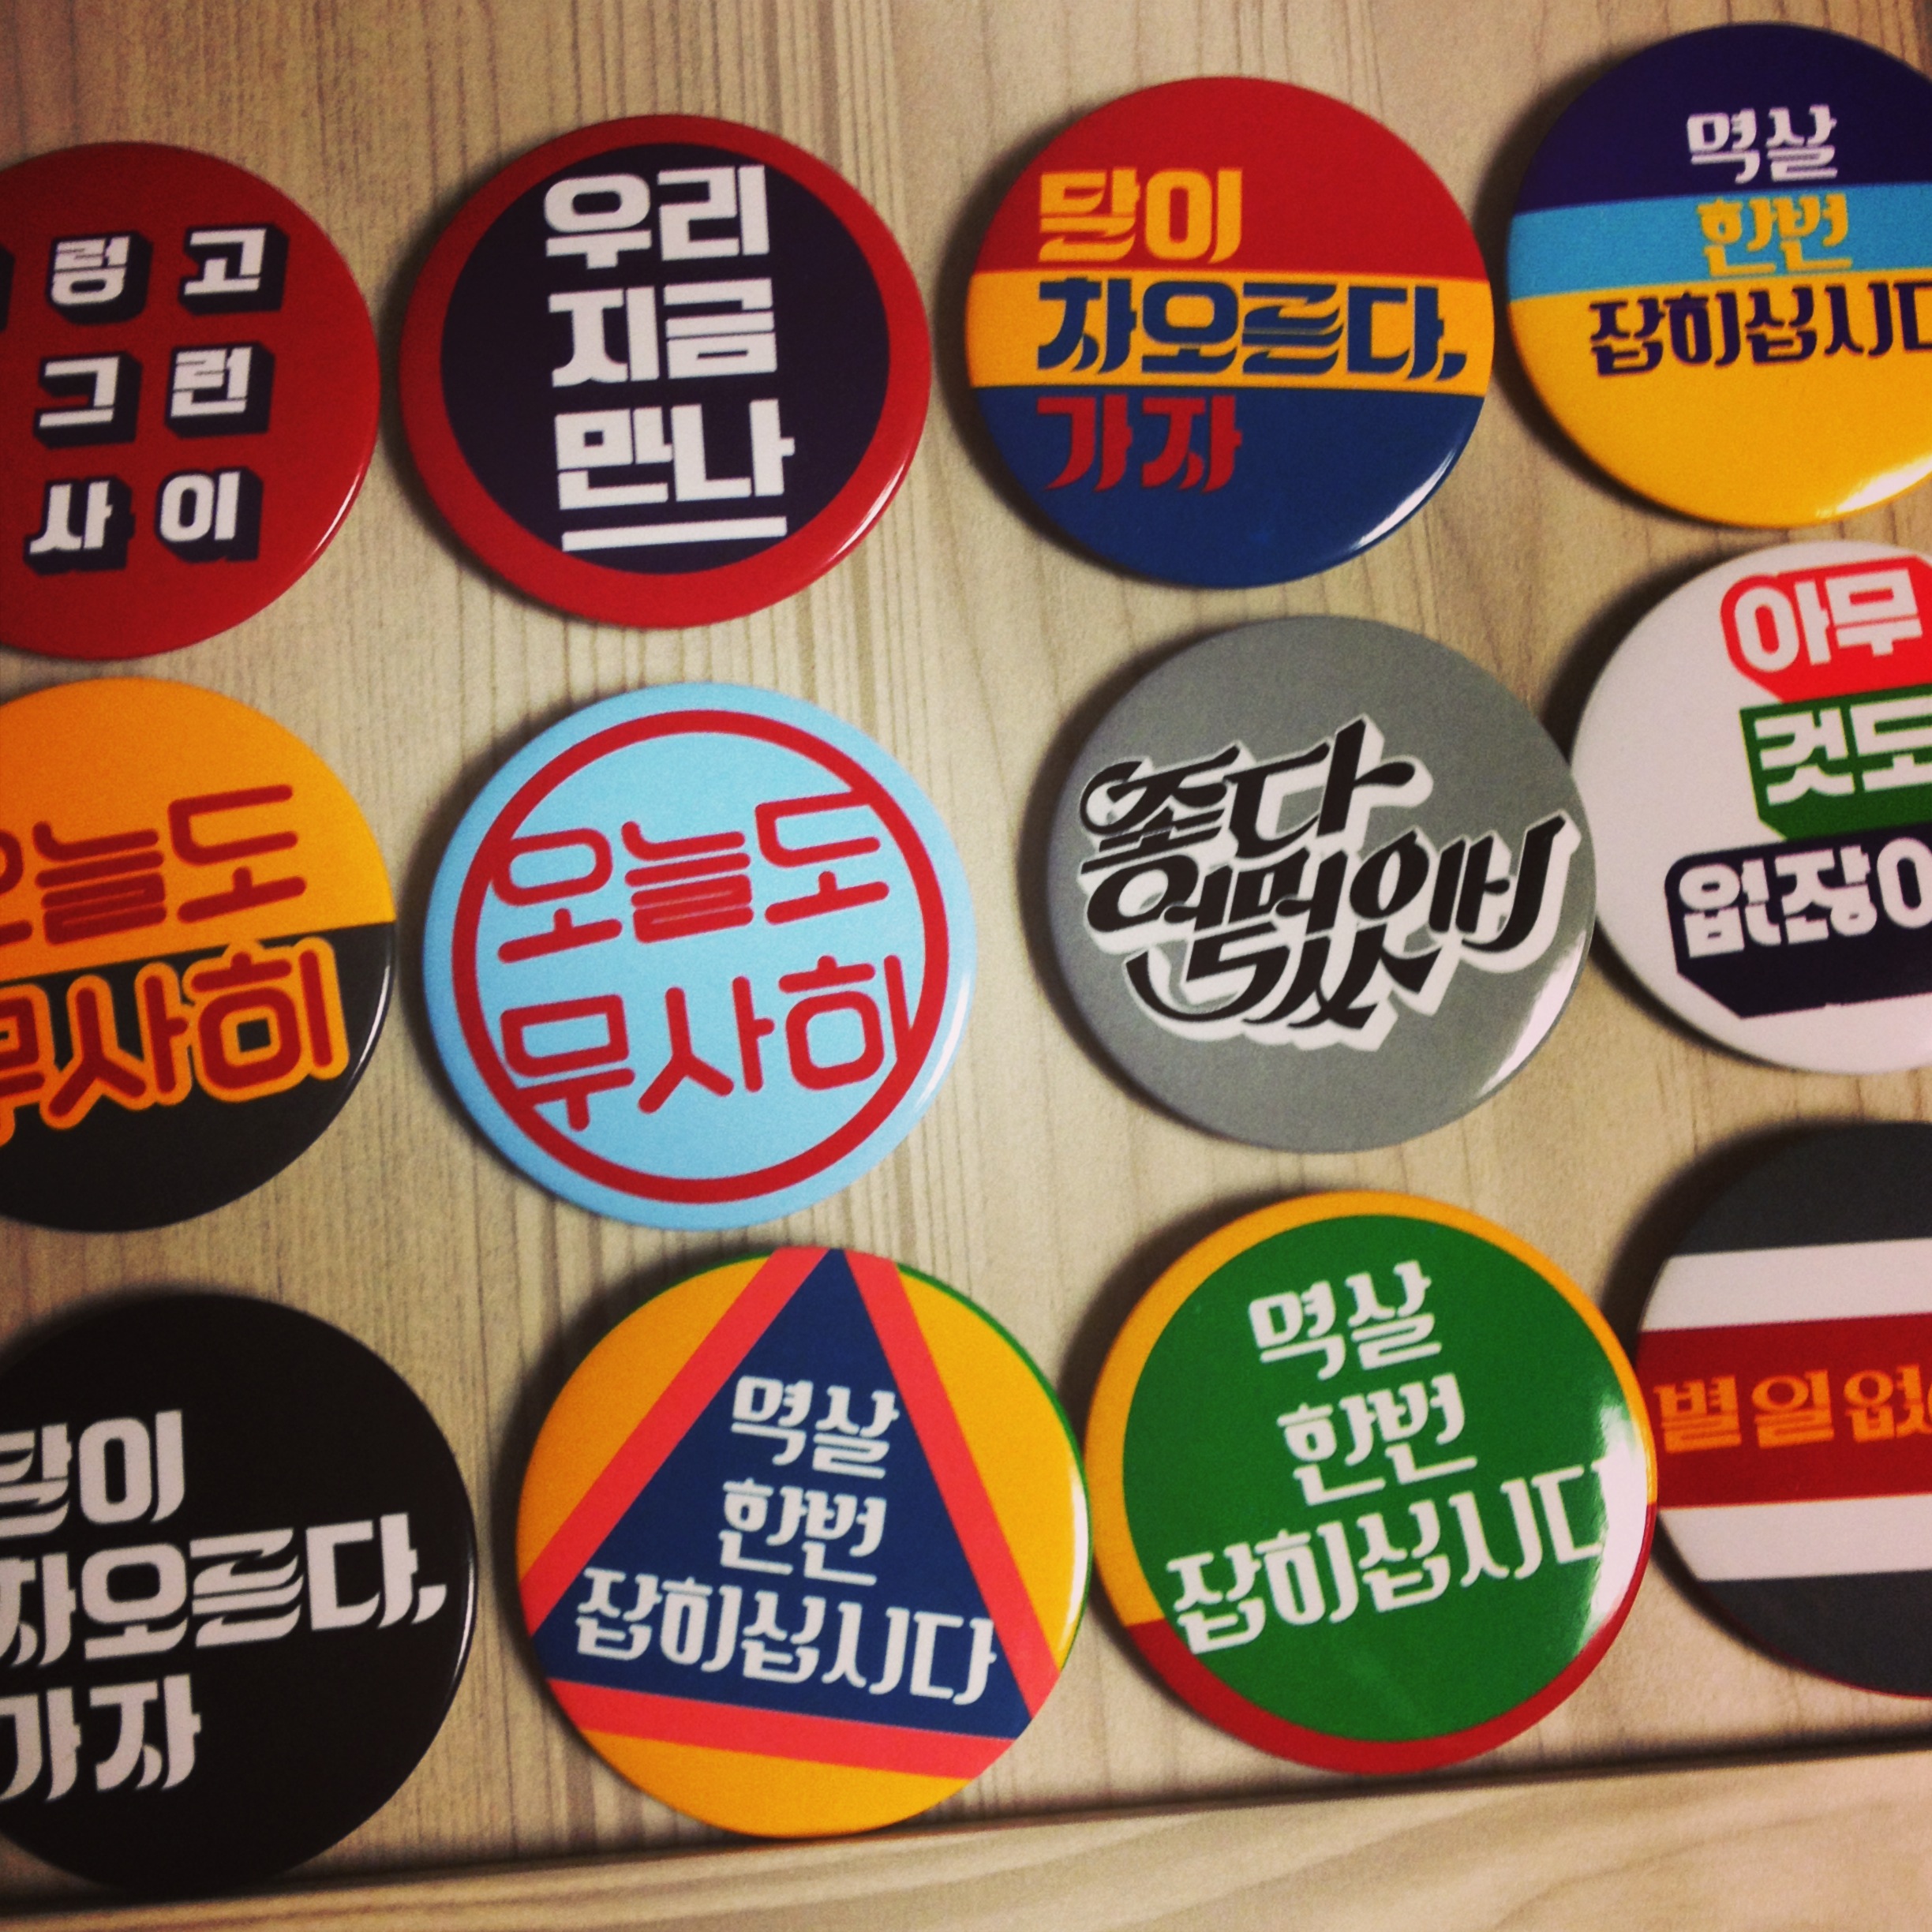 렁고
그런
사이
우리
지금
만나
달이
차오른다,
가자
멱살
한번
잡히십시다
오늘도
무사히
오늘도
무사히
좋다
아무
것도
없잖어
달이
차오른다,
가자
멱살
한번
잡히십시다
멱살
한번
잡히십시다
별일없